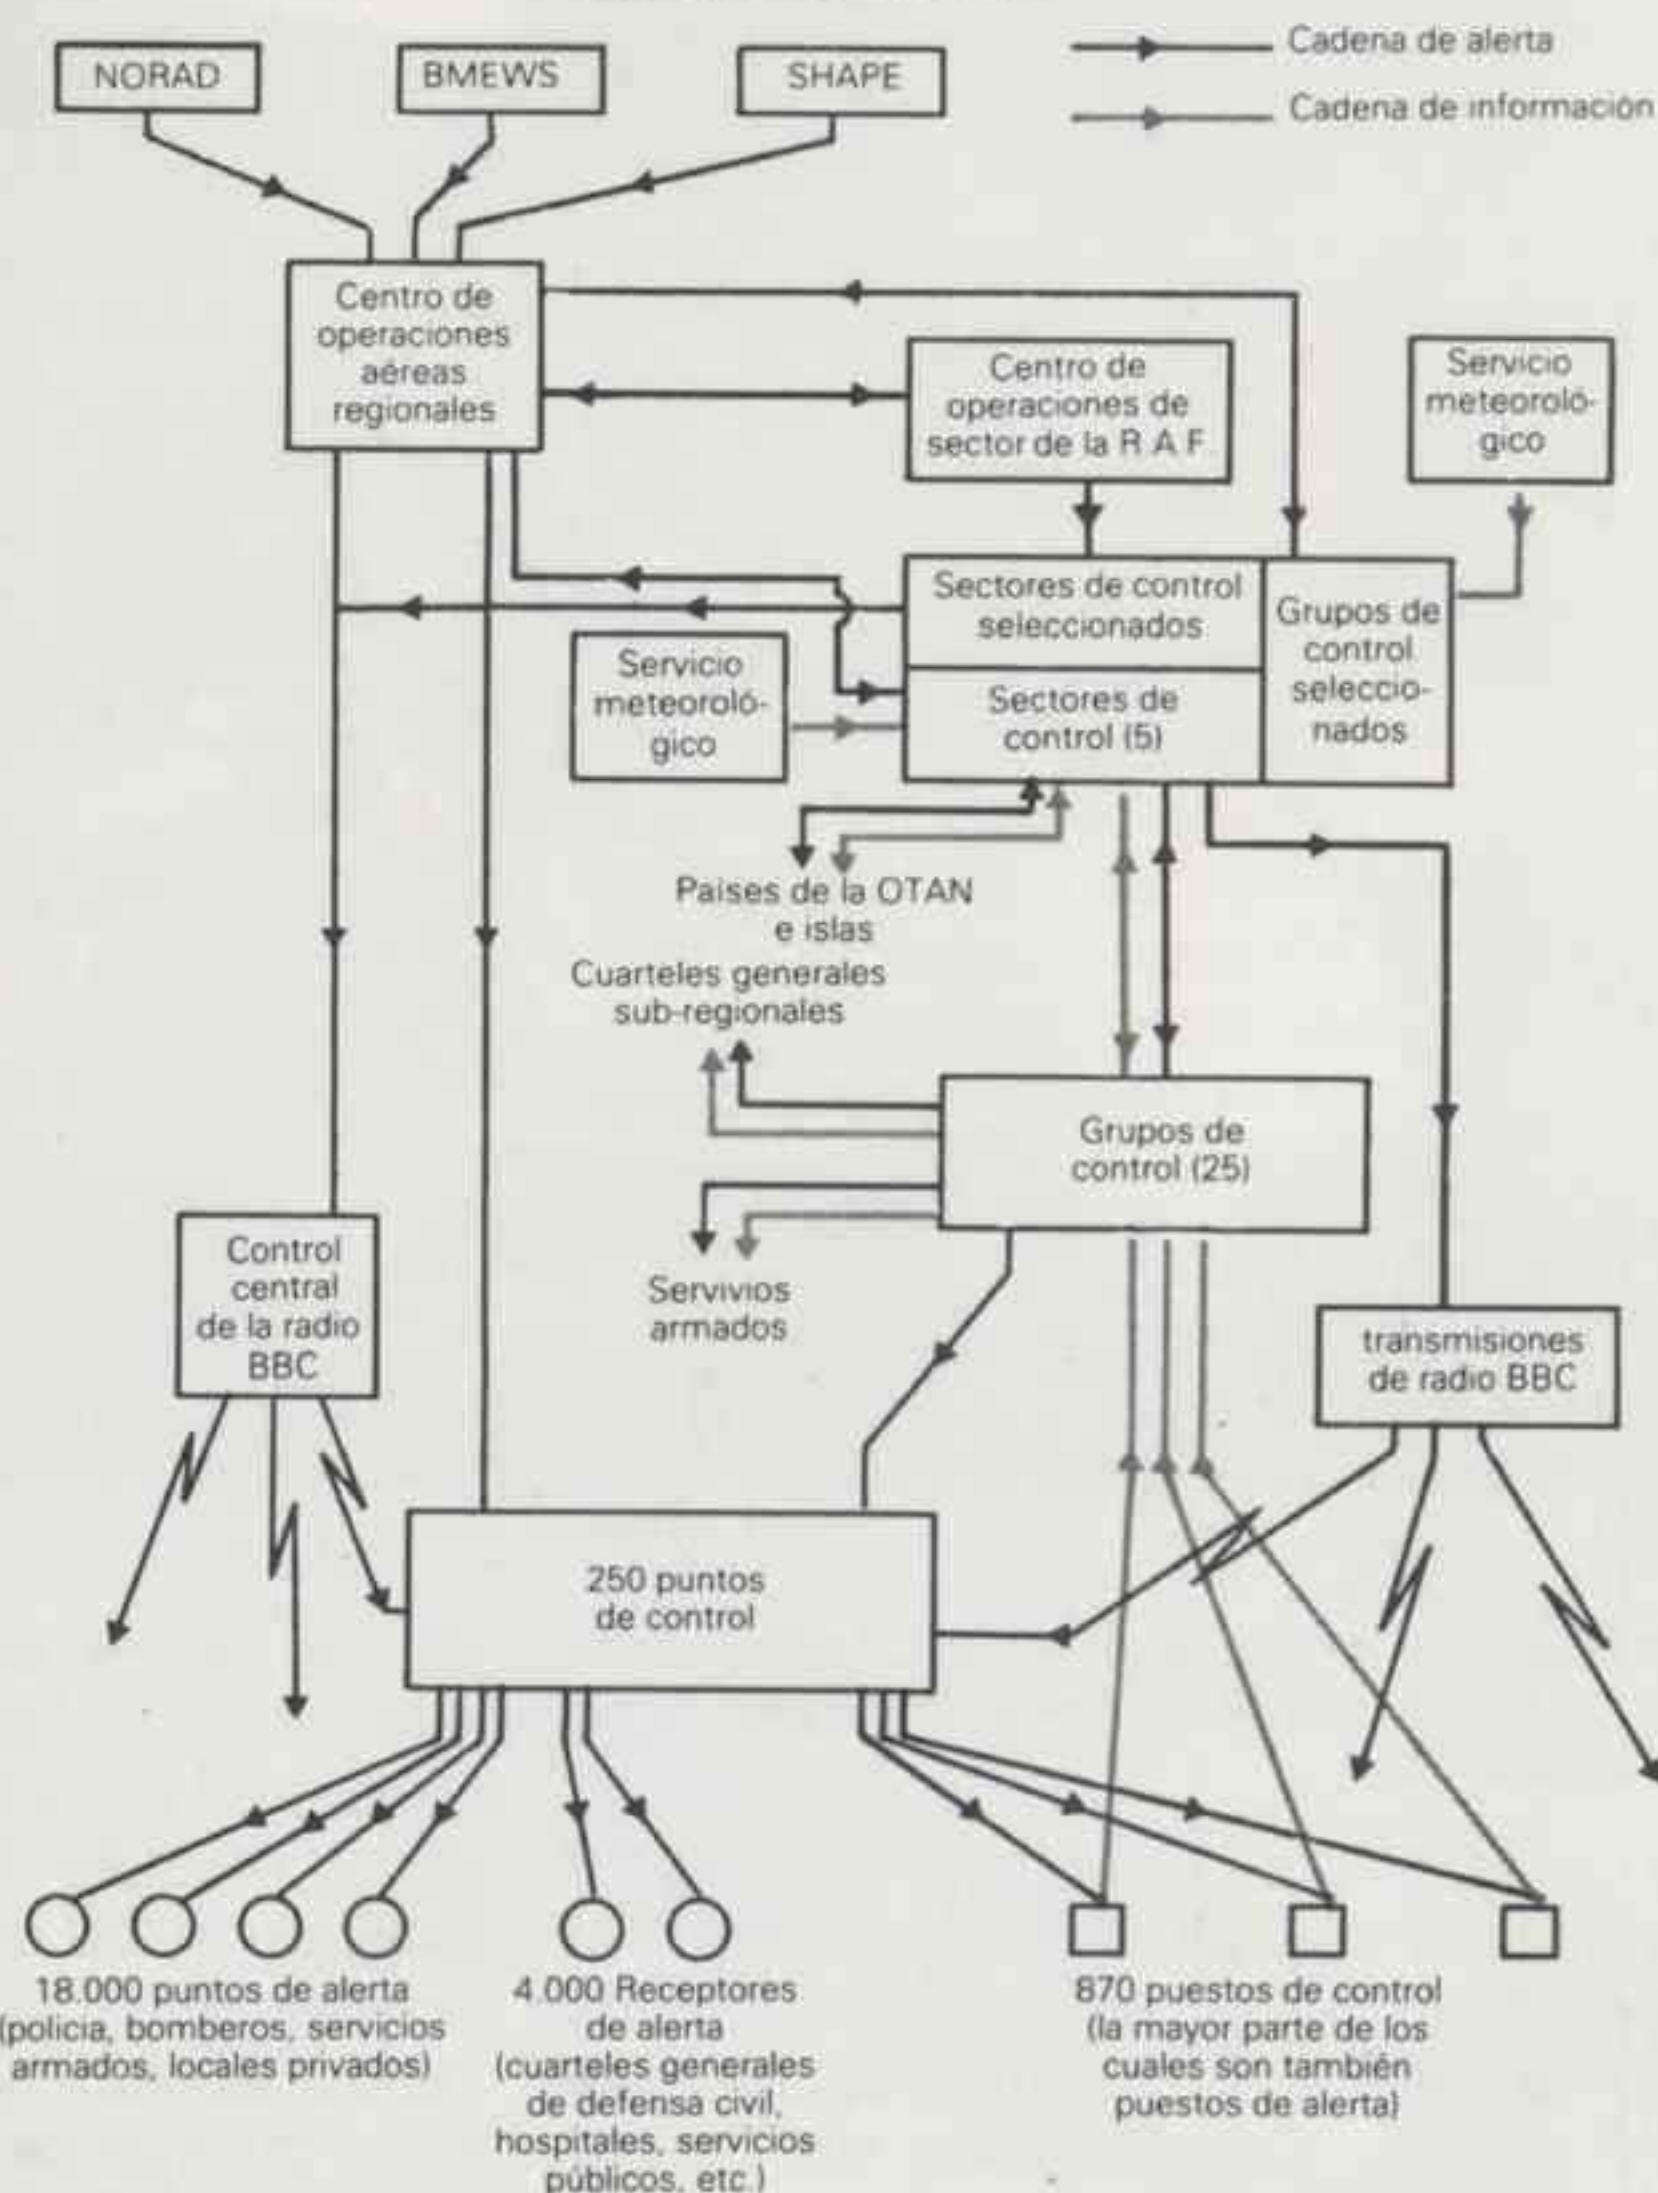 NORAD
BMEWS
SHAPE
Cadena de alerta
Cadena de información
Centro de
operaciones
aéreas
regionales
Centro de
operaciones de
sector de la R A F
Servicio
meteoroló-
gico
Sectores de control
seleccionados
Grupos de
control
seleccio-
nados
Servicio
meteoroló-
gico
Sectores de
control (5)
Paises de la OTAN
e islas
Cuarteles generales
sub-regionales
Grupos de
control (25)
Control
central
de la radio
BBC
Servivios
armados
transmisiones
de radio BBC
250 puntos
de control
18.000 puntos de alerta
(policia, bomberos, servicios
armados, locales privados)
4.000 Receptores
de alerta
(cuarteles generales
de defensa civil,
hospitales, servicios
públicos, etc.)
870 puestos de control
(la mayor parte de los
cuales son también
puestos de alerta)